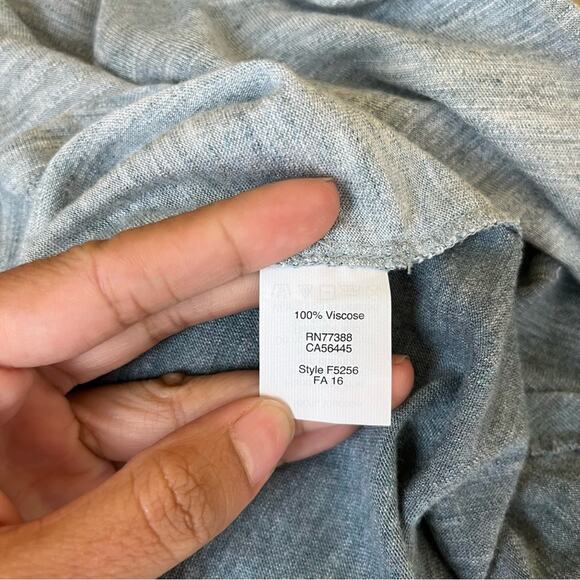 100% Viscose
RN77388
CA56445
Style F5256
FA 16